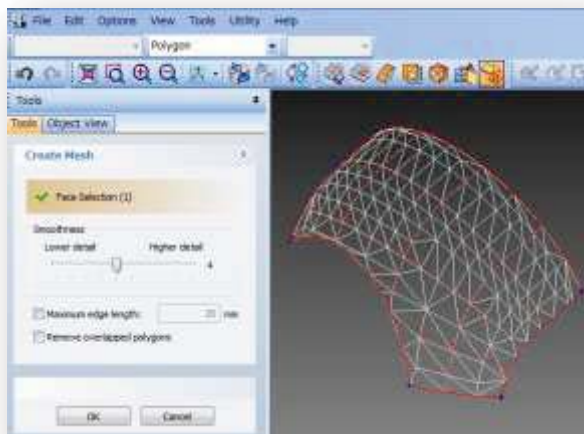 File Edit Options View Tools Utility Help
Polygon
Tools
Tools Object View
Create Mesh
Face Selection (1)
Smoothness
Lower detail Higher detail
4
Maximum edge length: mm
Remove overlapped polygons
OK Cancel